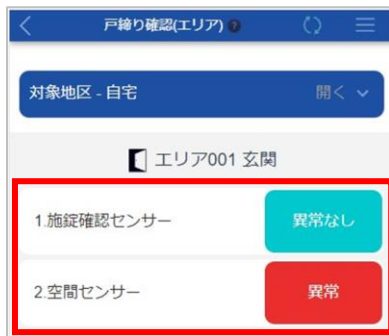 戸締り確認(エリア) ?
対象地区 - 自宅 開く
エリア001 玄関
1.施錠確認センサー 異常なし
2.空間センサー 異常